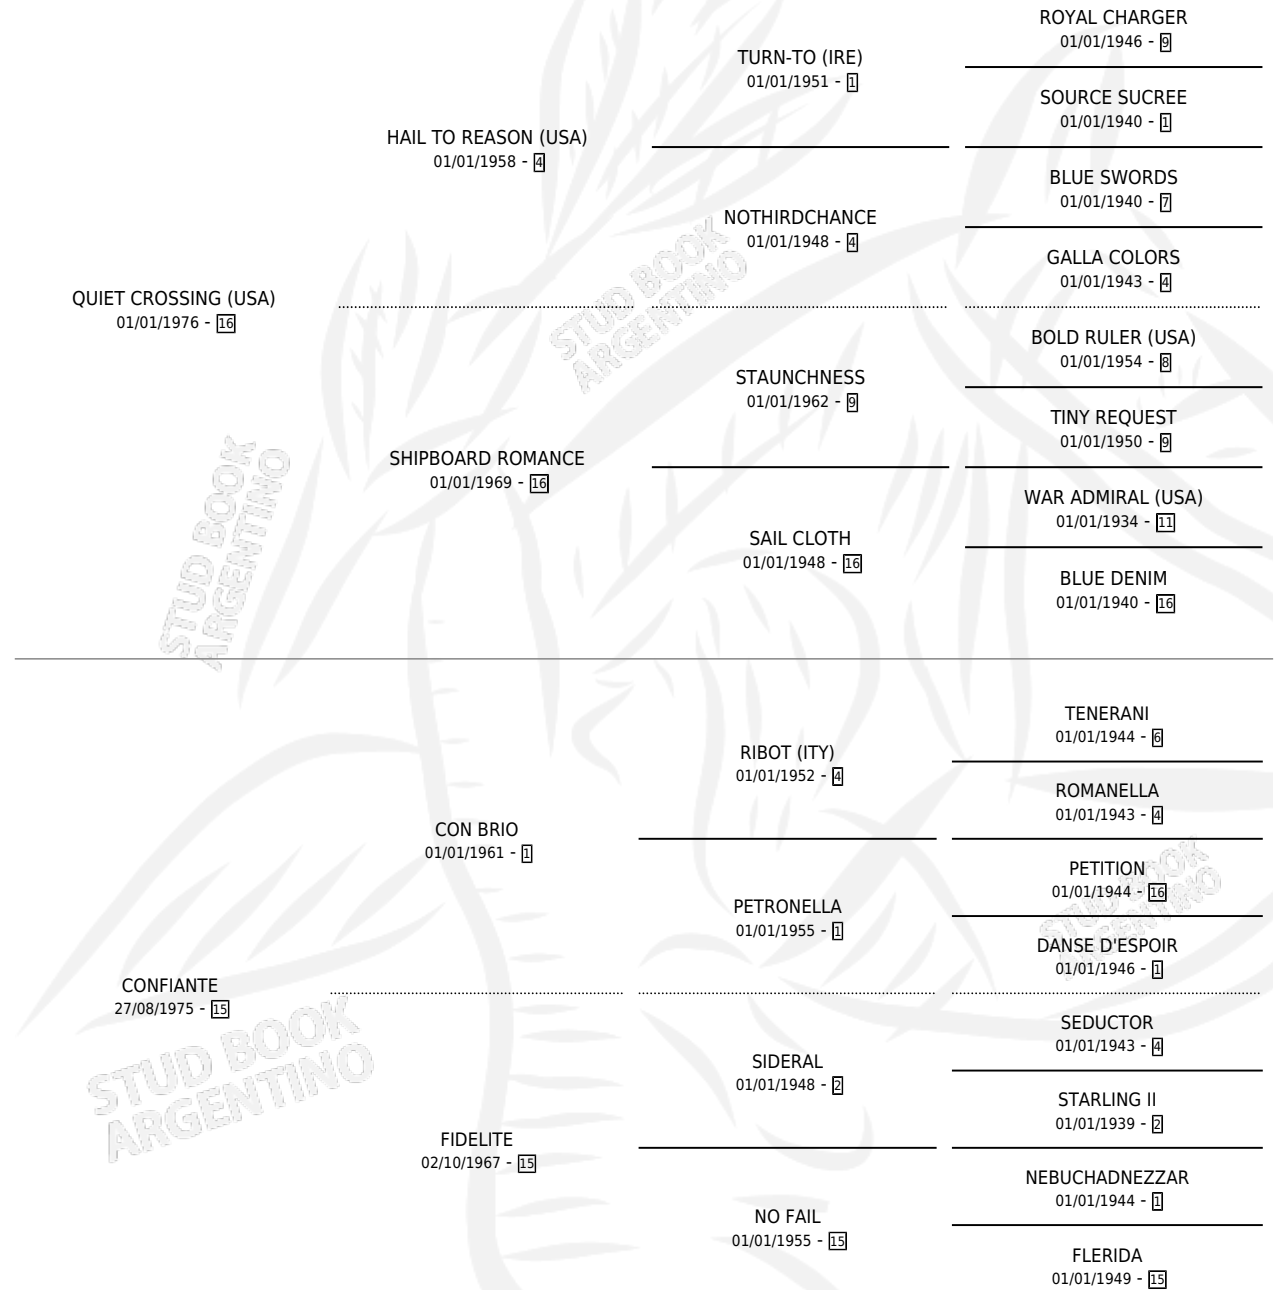 ROYAL CHARGER
01/01/1946 - 9
TURN-TO (IRE)
01/01/1951 - 1
SOURCE SUCREE
01/01/1940 - 1
HAIL TO REASON (USA)
01/01/1958 - 4
BLUE SWORDS
01/01/1940 - 7
NOTHIRDCHANCE
01/01/1948 - 4
GALLA COLORS
01/01/1943 - 4
QUIET CROSSING (USA)
01/01/1976 - 16
BOLD RULER (USA)
01/01/1954 - 8
STAUNCHNESS
01/01/1962 - 9
TINY REQUEST
01/01/1950 - 9
SHIPBOARD ROMANCE
01/01/1969 - 16
WAR ADMIRAL (USA)
01/01/1934 - 11
SAIL CLOTH
01/01/1948 - 16
BLUE DENIM
01/01/1940 - 16
STUD BOOK
ARGENTINO
STUD BOOK
ARGENTINO
TENERANI
01/01/1944 - 6
RIBOT (ITY)
01/01/1952 - 4
ROMANELLA
01/01/1943 - 4
CON BRIO
01/01/1961 - 1
PETITION
01/01/1944 - 16
PETRONELLA
01/01/1955 - 1
DANSE D'ESPOIR
01/01/1946 - 1
STUD BOOK
ARGENTINO
CONFIANTE
27/08/1975 - 15
SEDUCTOR
01/01/1943 - 4
SIDERAL
01/01/1948 - 2
STARLING II
01/01/1939 - 2
STUD BOOK
ARGENTINO
FIDELITE
02/10/1967 - 15
NEBUCHADNEZZAR
01/01/1944 - 1
NO FAIL
01/01/1955 - 15
FLERIDA
01/01/1949 - 15